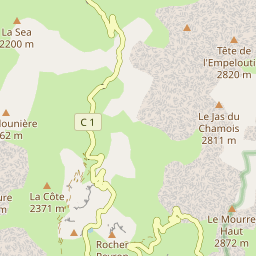 La Sea
2200 m
Tête de
l'Empeloutier
2820 m
C 1
Le Jas du
Chamois
2811 m
La Côte
2371 m
Rocher
Le Mourre
Haut
2872 m